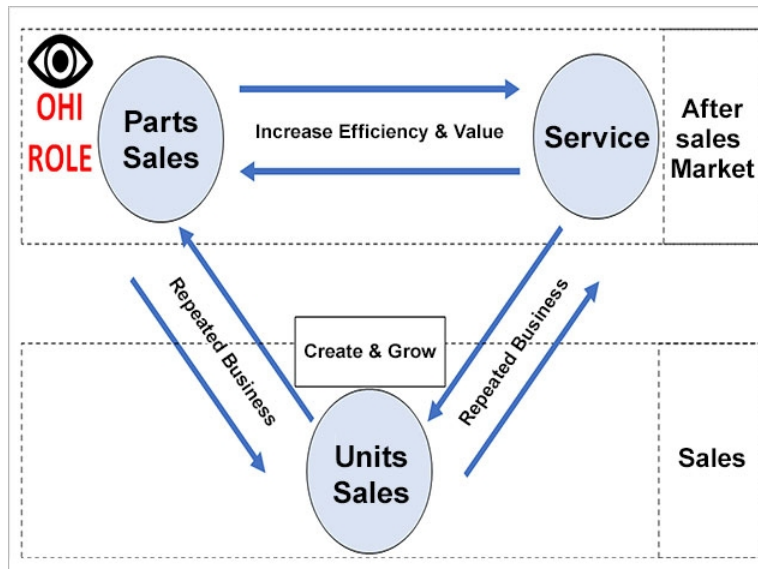 OHI
ROLE
Parts
Sales
Increase Efficiency & Value
Service
After
sales
Market
Repeated Business
Create & Grow
Repeated Business
Units
Sales
Sales